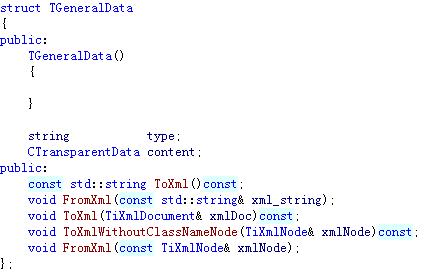 struct TGeneralData
{
public:
    TGeneralData()
    {

    }

    string          type;
    CTransparentData content;
public:
    const std::string ToXml()const;
    void FromXml(const std::string& xml_string);
    void ToXml(TiXmlDocument& xmlDoc)const;
    void ToXmlWithoutClassNameNode(TiXmlNode& xmlNode)const;
    void FromXml(const TiXmlNode& xmlNode);
};